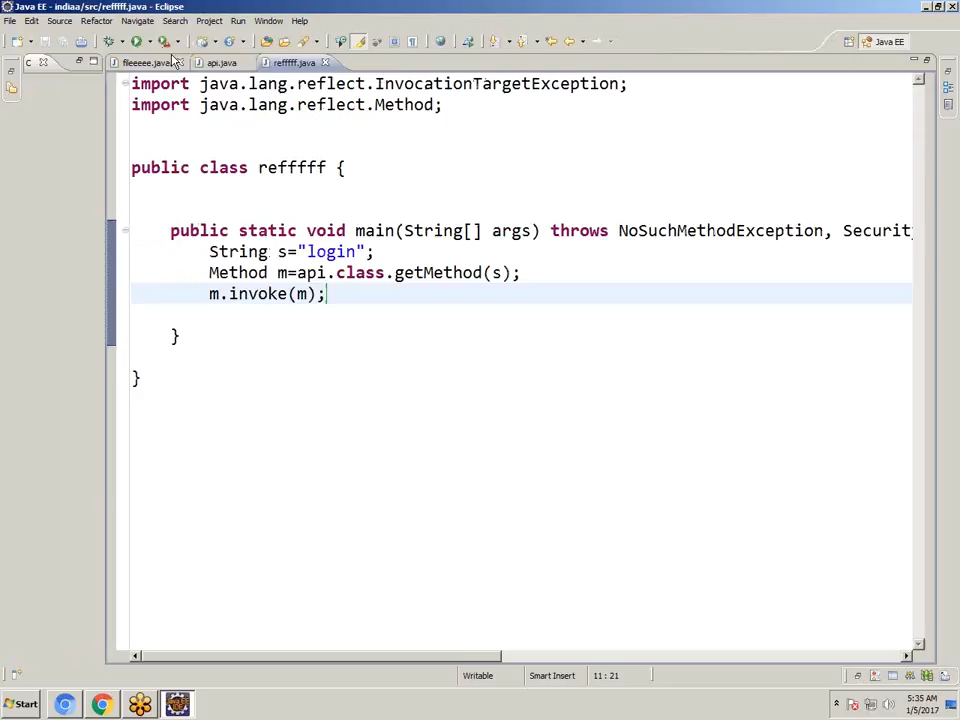 Java EE - indiaa/src/refffff.java - Eclipse
File Edit Source Refactor Navigate Search Project Run Window Help
Java EE
C fileeeee.java api.java refffff.java
import java.lang.reflect.InvocationTargetException;
import java.lang.reflect.Method;
public class refffff {
public static void main(String[] args) throws NoSuchMethodException, Securit
String s="login";
Method m=api.class.getMethod(s);
m.invoke(m);
}
}
Writable Smart Insert 11 : 21
Start
5:35 AM
1/5/2017